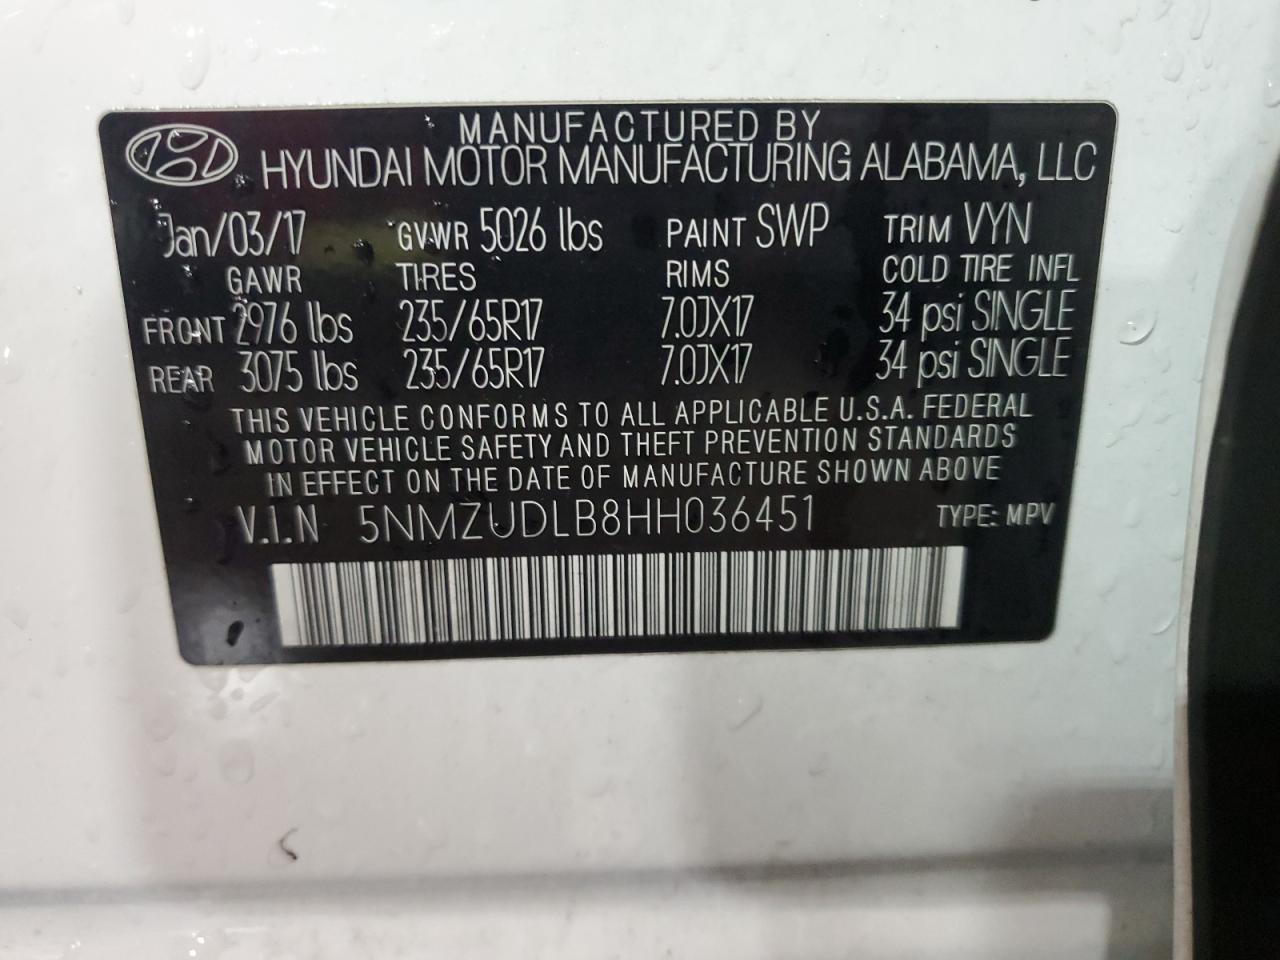 MANUFACTURED BY
HYUNDAI MOTOR MANUFACTURING ALABAMA, LLC
Jan/03/17 GVWR 5026 lbs PAINT SWP TRIM VYN
GAWR TIRES RIMS COLD TIRE INFL
FRONT 2976 lbs 235/65R17 7.0JX17 34 psi SINGLE
REAR 3075 lbs 235/65R17 7.0JX17 34 psi SINGLE
THIS VEHICLE CONFORMS TO ALL APPLICABLE U.S.A. FEDERAL
MOTOR VEHICLE SAFETY AND THEFT PREVENTION STANDARDS
IN EFFECT ON THE DATE OF MANUFACTURE SHOWN ABOVE
V.I.N 5NMZUDLB8HH036451 TYPE: MPV